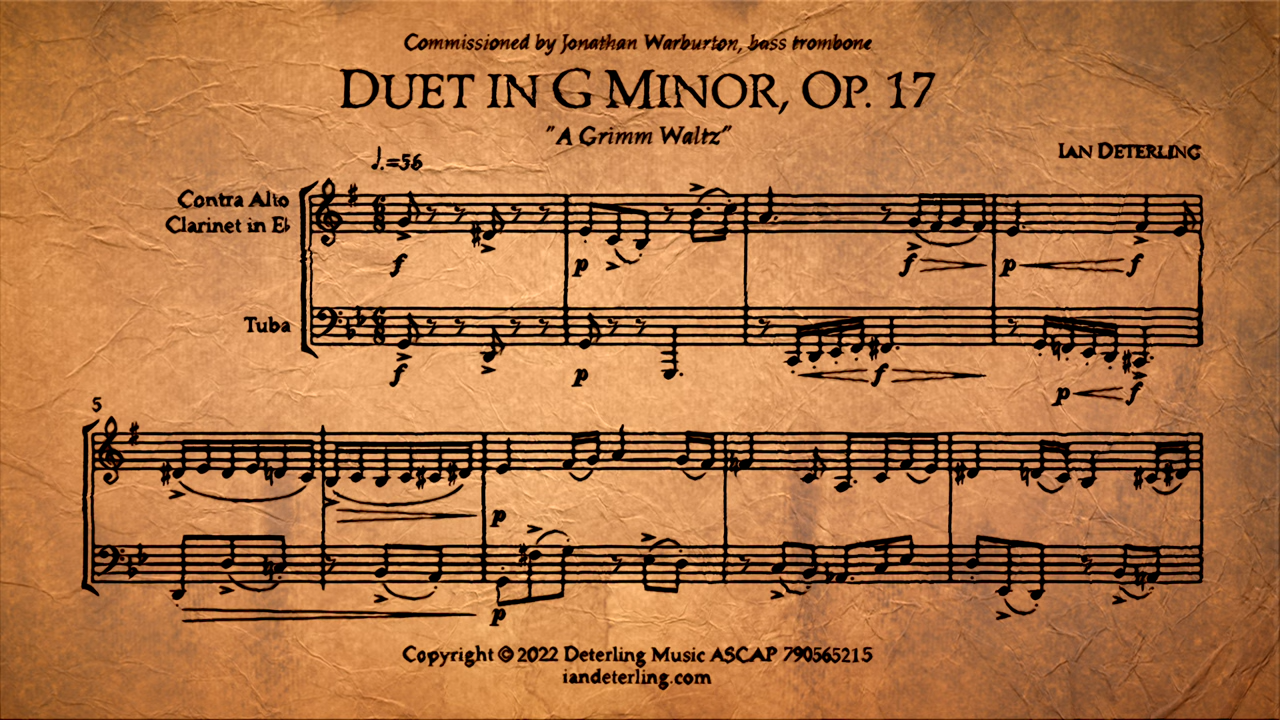 Commissioned by Jonathan Warburton, bass trombone
DUET IN G MINOR, OP. 17
"A Grimm Waltz"
♩.=56
IAN DETERLING
Contra Alto
Clarinet in E♭
f
p
f
p
f
Tuba
f
p
f
p
f
5
p
p
Copyright © 2022 Deterling Music ASCAP 790565215
iandeterling.com